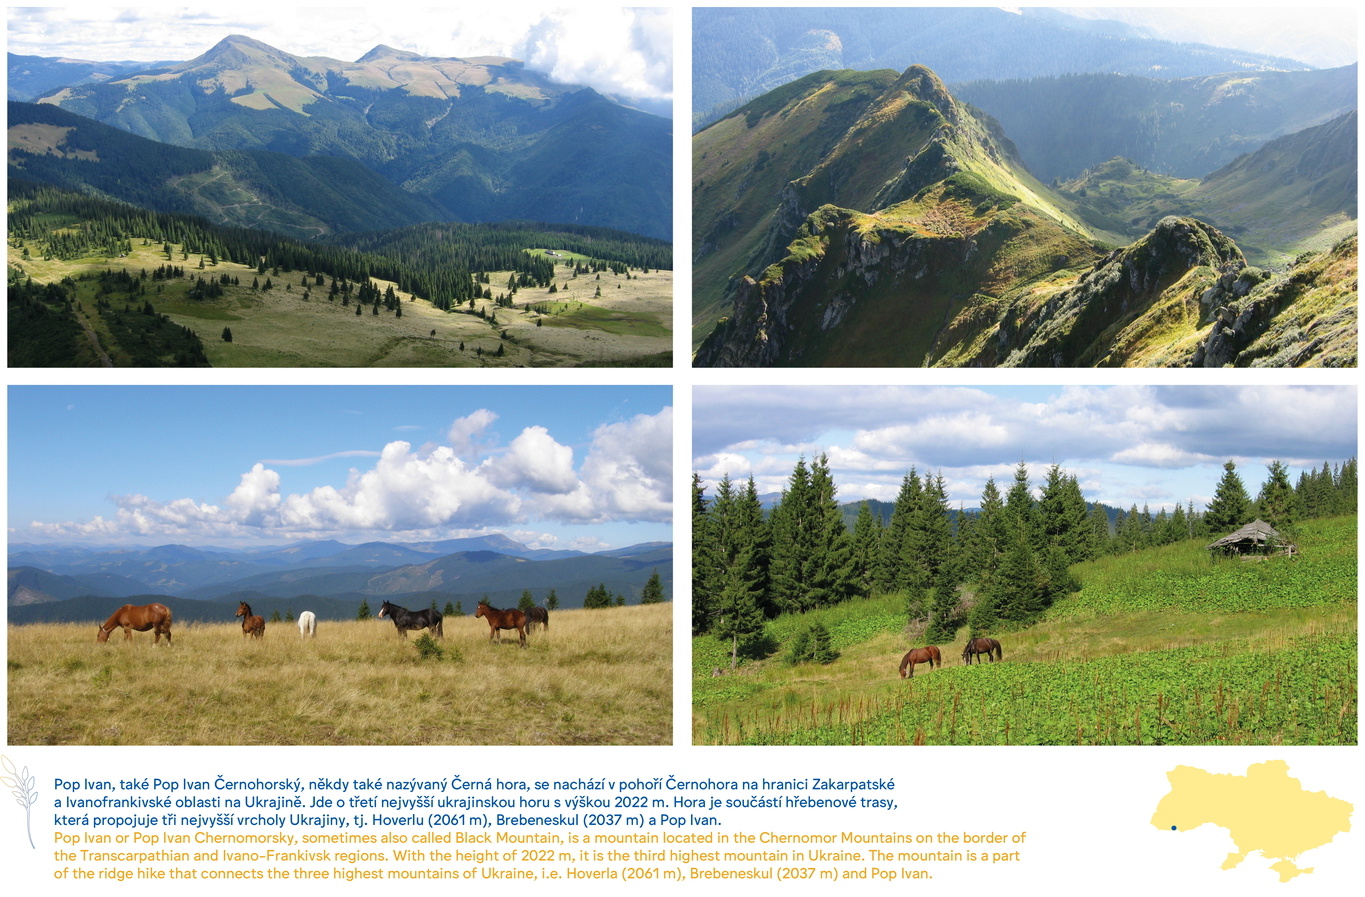 Pop Ivan, také Pop Ivan Černohorský, někdy také nazývaný Černá hora, se nachází v pohoří Černohora na hranici Zakarpatské
a Ivanofrankivské oblasti na Ukrajině. Jde o třetí nejvyšší ukrajinskou horu s výškou 2022 m. Hora je součástí hřebenové trasy,
která propojuje tři nejvyšší vrcholy Ukrajiny, tj. Hoverlu (2061 m), Brebeneskul (2037 m) a Pop Ivan.
Pop Ivan or Pop Ivan Chernomorsky, sometimes also called Black Mountain, is a mountain located in the Chernomor Mountains on the border of
the Transcarpathian and Ivano-Frankivsk regions. With the height of 2022 m, it is the third highest mountain in Ukraine. The mountain is a part
of the ridge hike that connects the three highest mountains of Ukraine, i.e. Hoverla (2061 m), Brebeneskul (2037 m) and Pop Ivan.